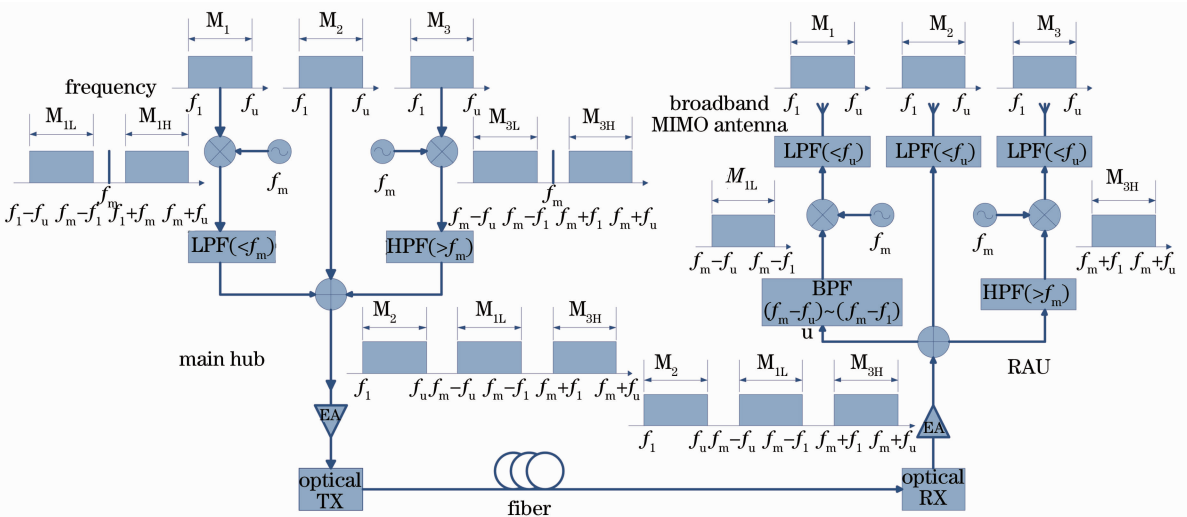 M1 M2 M3
frequency
f1 fu f1 fu f1 fu
M1L M1H
M3L M3H
fm
fm
fm
fm
f1−fu fm−f1 f1+fm fm+fu
fm−fu fm−f1 fm+f1 fm+fu
LPF(<fm)
HPF(>fm)
main hub
M2 M1L M3H
f1 fu fm−fu fm−f1 fm+f1 fm+fu
EA
optical
TX
fiber
M1 M2 M3
f1 fu f1 fu f1 fu
broadband
MIMO antenna
LPF(<fu) LPF(<fu) LPF(<fu)
M1L
M3H
fm
fm
fm−fu fm−f1
fm+f1 fm+fu
BPF
(fm−fu)~(fm−f1)
u
HPF(>fm)
RAU
M2 M1L M3H
f1 fu fm−fu fm−f1 fm+f1 fm+fu
EA
optical
RX